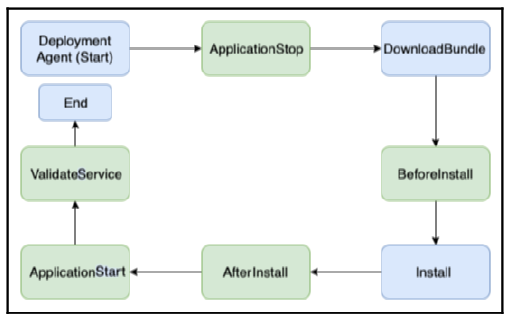 Deployment
Agent (Start)
ApplicationStop
DownloadBundle
End
ValidateService
BeforeInstall
ApplicationStart
AfterInstall
Install